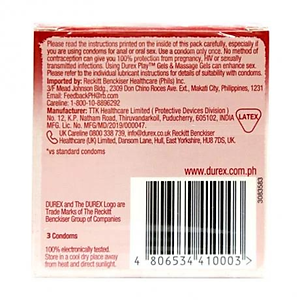 Please read the instructions printed on the inside of this pack carefully, especially if
you are using condoms for anal or oral sex. Use a condom only once. No method of
contraception can give you 100% protection from pregnancy, HIV or sexually
transmitted infections. Using Durex Play™ Gels & Massage Gels can enhance sex.
Please refer to the individual lubricant instructions for details of suitability with condoms.
Imported by: Reckitt Benckiser Healthcare (Phils) Inc.
3/F Mead Johnson Bldg, 2309 Don Chino Roces Ave., Makati City, Philippines, 1231
Email: FeedbackPH@rb.com
Careline: 1-800-10-8896292
Manufacturer: TTK Healthcare Limited ( Protective Devices Division )
No. 12, K.P. Natham Road, Thiruvandarkoil, Puducherry, 605102, INDIA
MFG. Lic. No. MFG/MD/2019/000047.
UK Careline 0800 338 739, info@durex.co.uk Reckitt Benckiser
Healthcare (UK) Limited, Dansom Lane, Hull, East Yorkshire, HU8 7DS, UK.
*vs standard condoms
LATEX
www.durex.com.ph
DUREX and The DUREX Logo are
Trade Marks of The Reckitt
Benckiser Group of Companies
3 Condoms
100% electronically tested.
Store in a cool dry place away
from heat and direct sunlight.
3083583
4 806534 410003 >